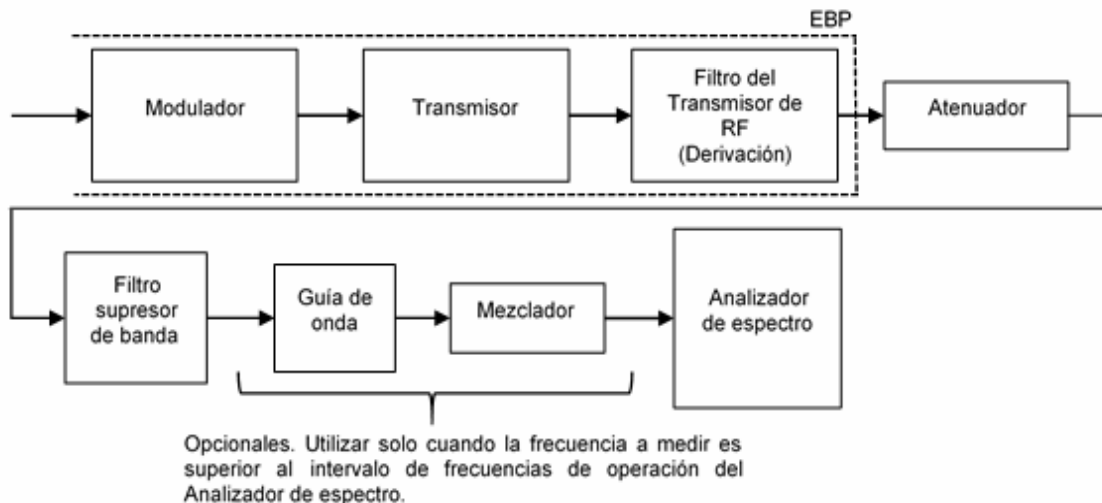 EBP
Modulador
Transmisor
Filtro del
Transmisor de
RF
(Derivación)
Atenuador
Filtro
supresor
de banda
Guía de
onda
Mezclador
Analizador
de espectro
Opcionales. Utilizar solo cuando la frecuencia a medir es
superior al intervalo de frecuencias de operación del
Analizador de espectro.